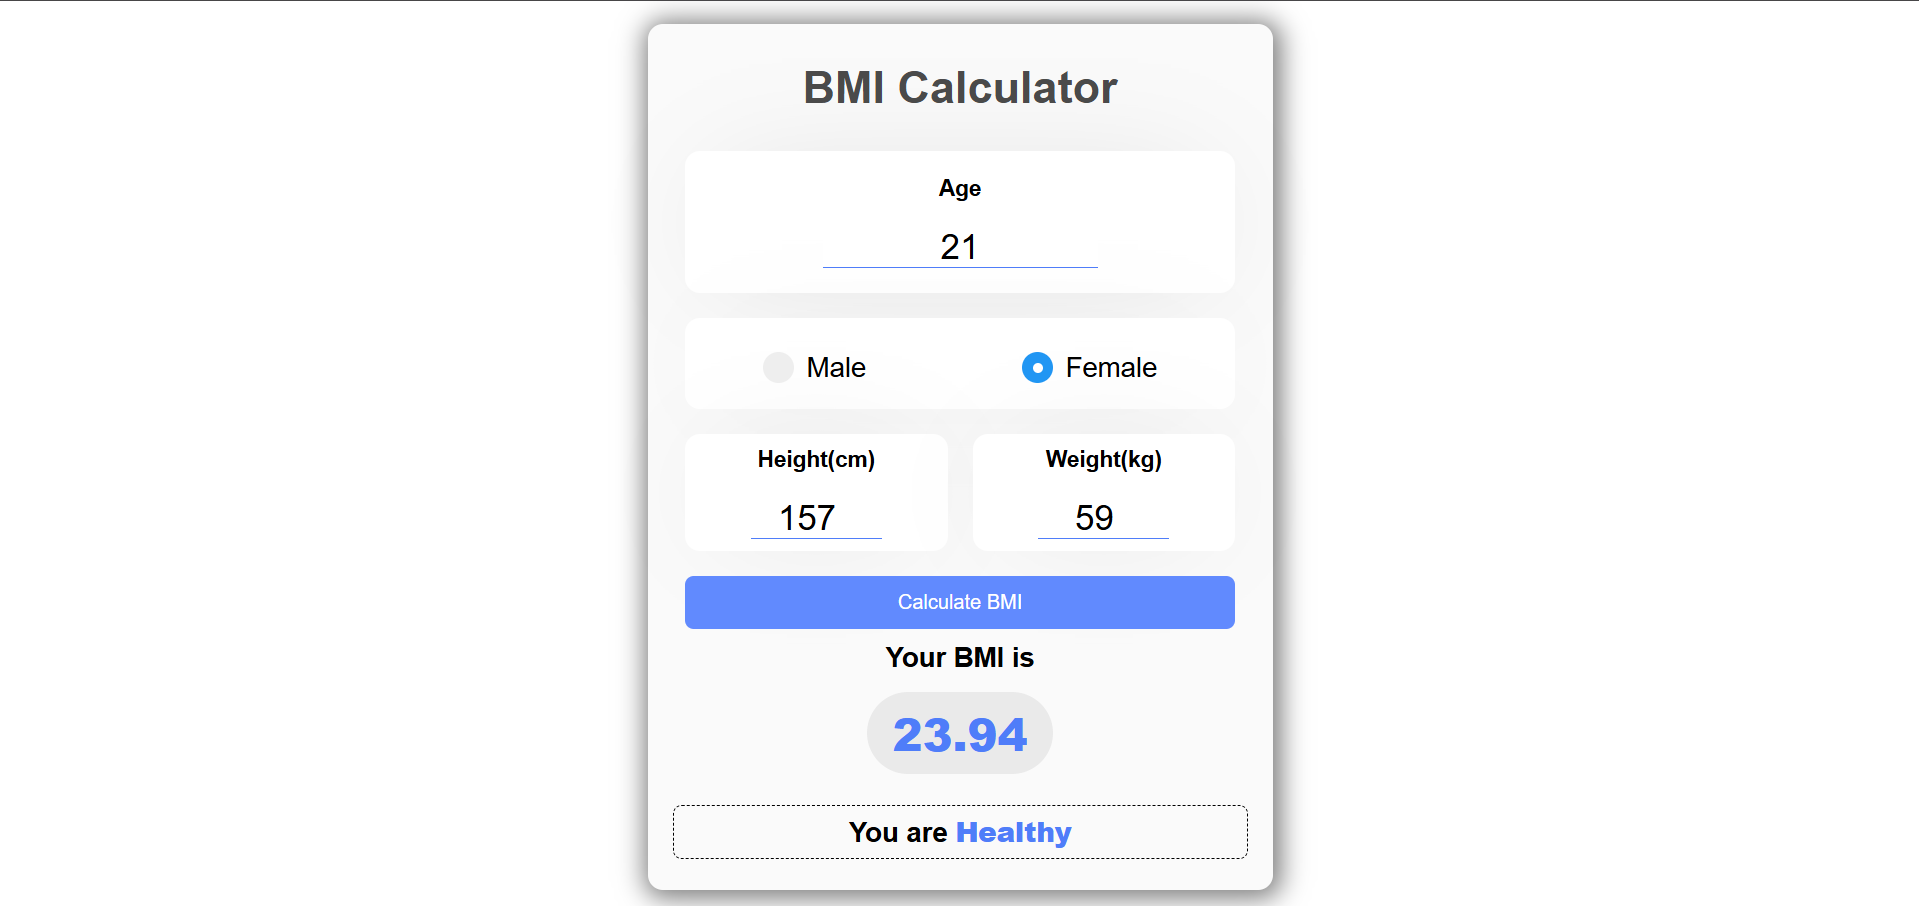 BMI Calculator
Age
21
Male Female
Height(cm) Weight(kg)
157 59
Calculate BMI
Your BMI is
23.94
You are Healthy